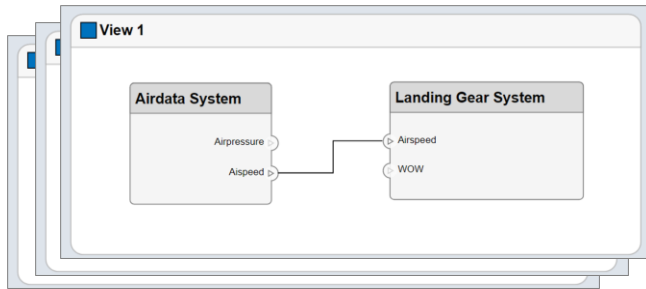 View 1
Airdata System
Landing Gear System
Airpressure
Airspeed
Aispeed
WOW